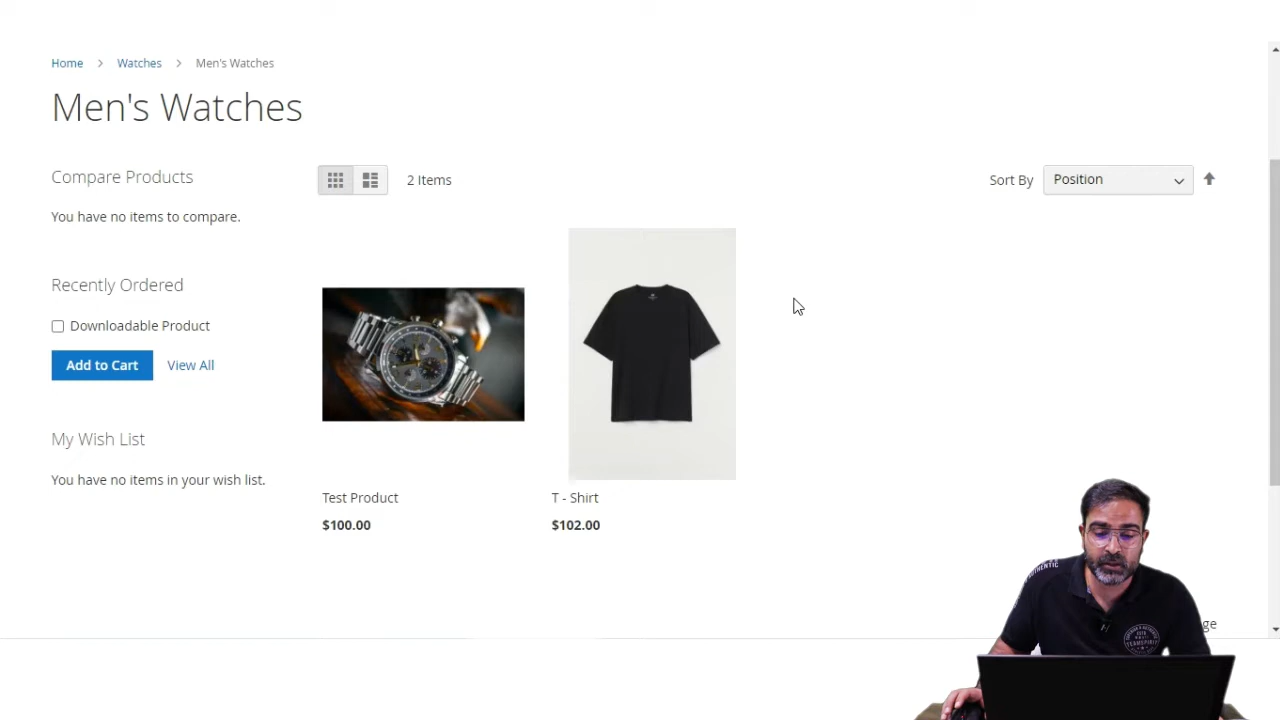 Home > Watches > Men's Watches
Men's Watches
Compare Products
You have no items to compare.
Recently Ordered
Downloadable Product
Add to Cart View All
My Wish List
You have no items in your wish list.
2 Items
Sort By Position
Test Product
$100.00
T - Shirt
$102.00